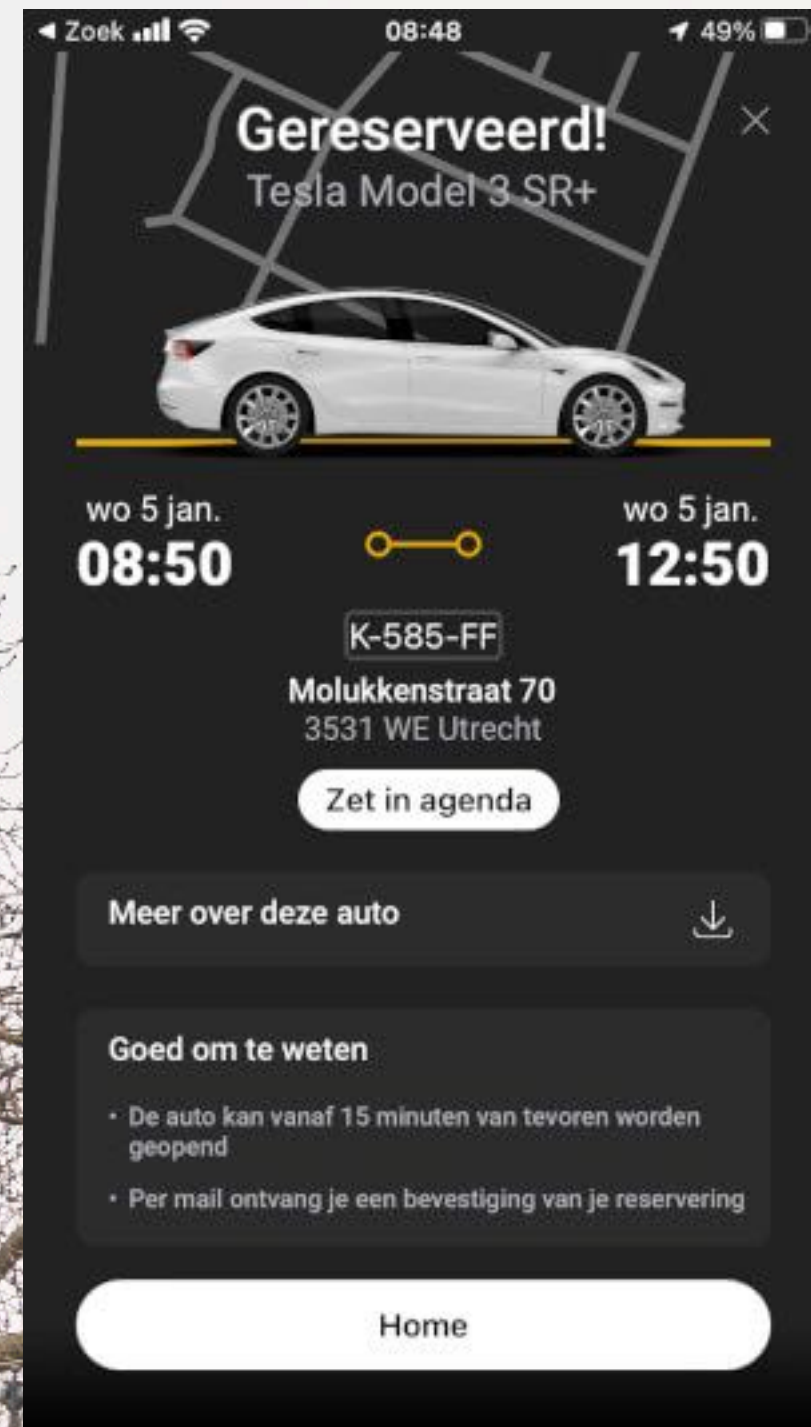 Zoek
08:48
49%
Gereserveerd!
Tesla Model 3 SR+
wo 5 jan.
08:50
wo 5 jan.
12:50
K-585-FF
Molukkenstraat 70
3531 WE Utrecht
Zet in agenda
Meer over deze auto
Goed om te weten
• De auto kan vanaf 15 minuten van tevoren worden
geopend
• Per mail ontvang je een bevestiging van je reservering
Home